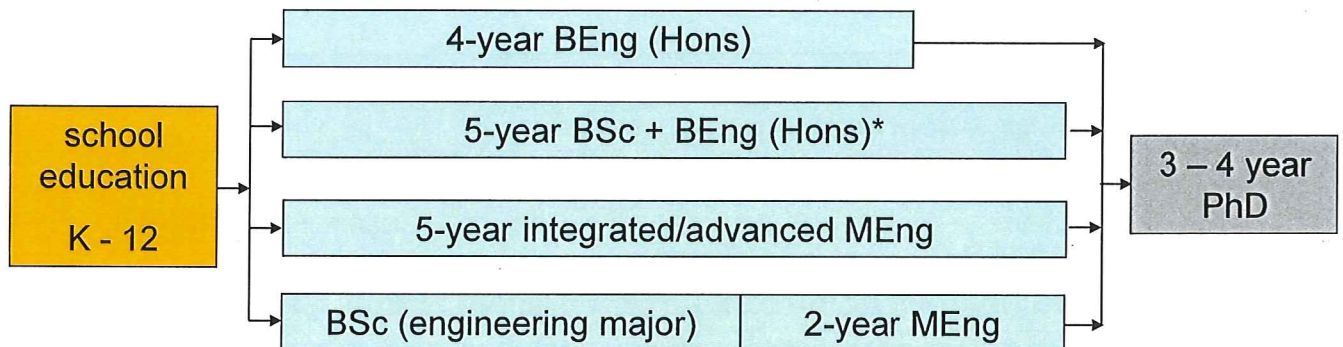 4-year BEng (Hons)
5-year BSc + BEng (Hons)*
school
education
K - 12
3 – 4 year
PhD
5-year integrated/advanced MEng
BSc (engineering major)
2-year MEng